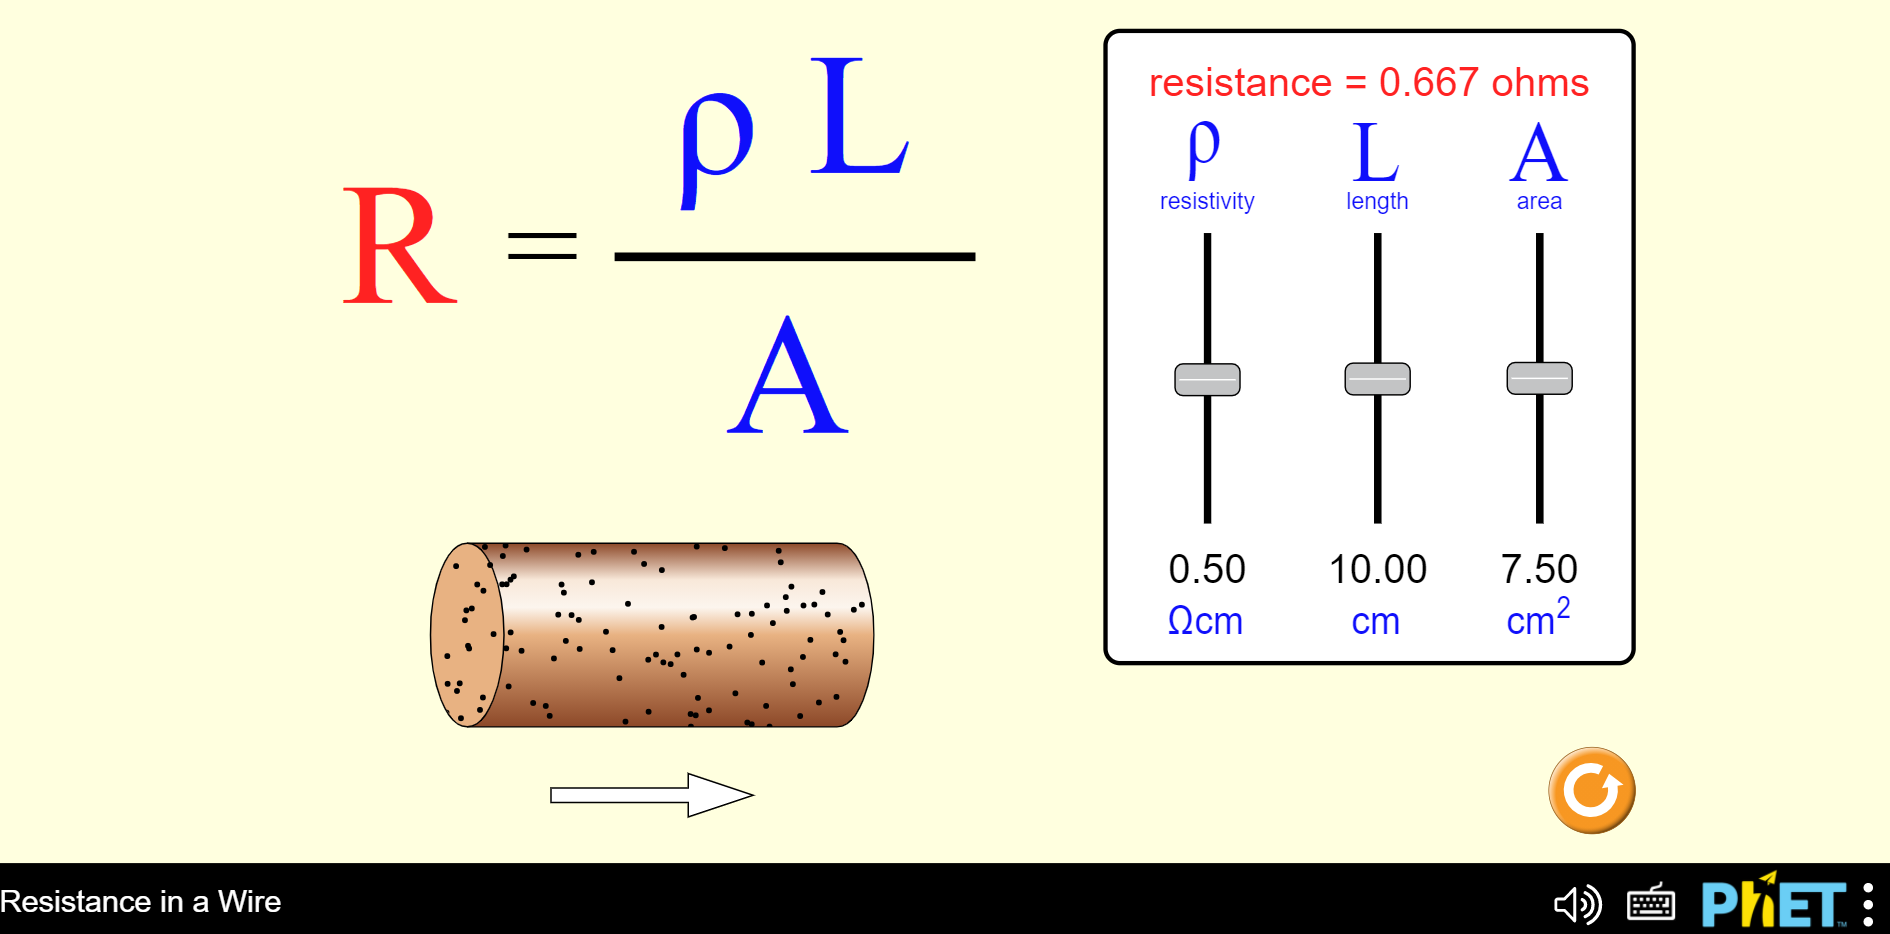 R = ρ L
A
resistance = 0.667 ohms
ρ L A
resistivity length area
0.50 10.00 7.50
Ωcm cm cm²
Resistance in a Wire
PhET™